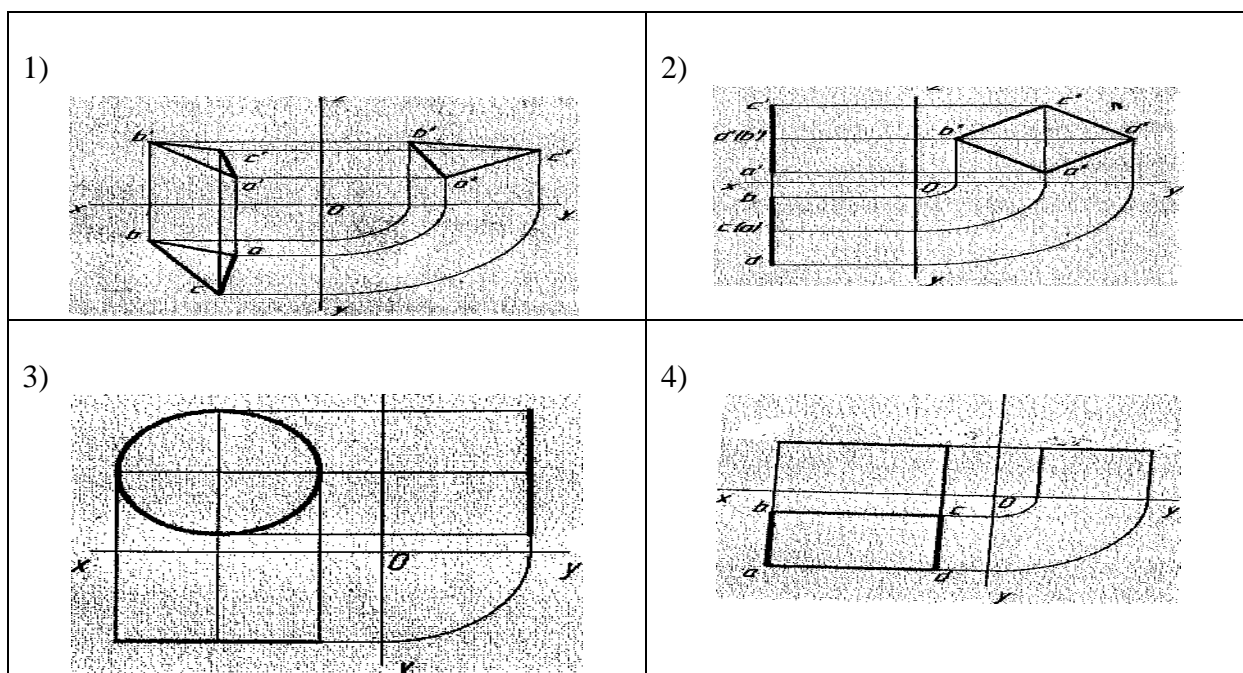 1)
b'
c'
a'
b"
c"
a"
x
O
y
b
a
c
y
2)
c'
d'(b')
a'
b"
c"
d"
a"
x
O
y
b
c(a)
d
y
3)
x
O
y
y
4)
x
b
c
O
y
a
d
y